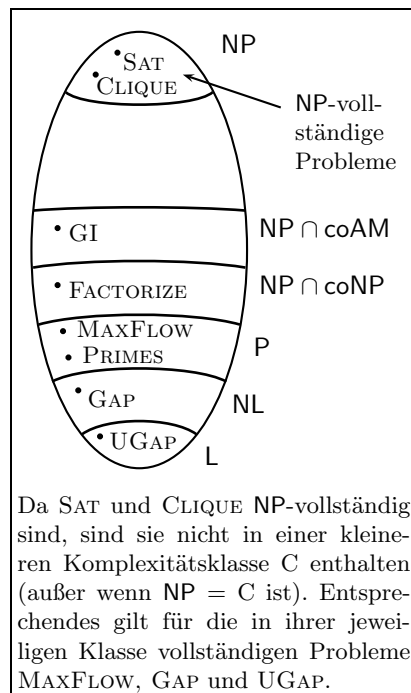 NP
SAT
CLIQUE
NP-voll-
ständige
Probleme
GI
NP ∩ coAM
FACTORIZE
NP ∩ coNP
MAXFLOW
PRIMES
P
GAP
NL
UGAP
L
Da SAT und CLIQUE NP-vollständig
sind, sind sie nicht in einer kleine-
ren Komplexitätsklasse C enthalten
(außer wenn NP = C ist). Entspre-
chendes gilt für die in ihrer jewei-
ligen Klasse vollständigen Probleme
MAXFLOW, GAP und UGAP.